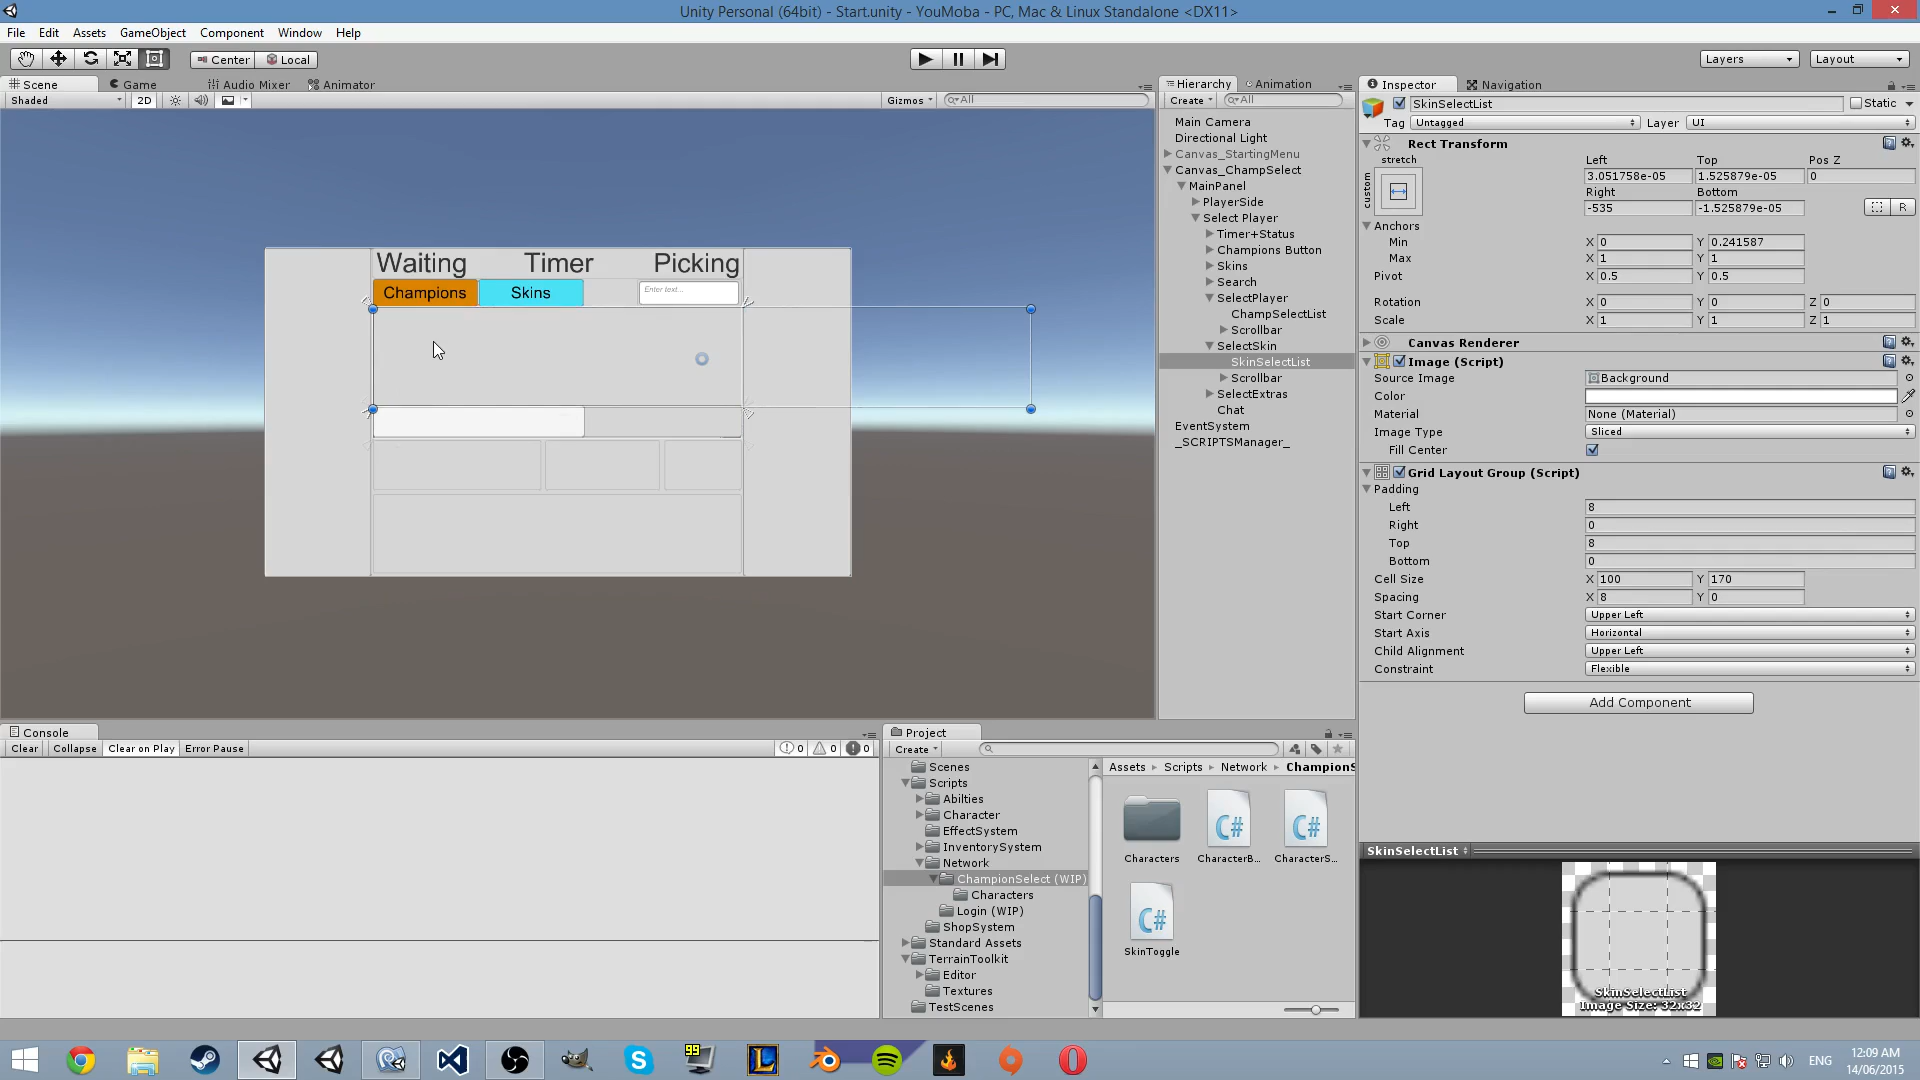 Unity Personal (64bit) - Start.unity - YouMoba - PC, Mac & Linux Standalone <DX11>
File Edit Assets GameObject Component Window Help
Center Local Layers Layout
Scene Game Audio Mixer Animator
Shaded 2D Gizmos All
Waiting Timer Picking
Champions Skins Enter text...
Hierarchy Animation
Create All
Main Camera
Directional Light
Canvas_StartingMenu
Canvas_ChampSelect
MainPanel
PlayerSide
Select Player
Timer+Status
Champions Button
Skins
Search
SelectPlayer
ChampSelectList
Scrollbar
SelectSkin
SkinSelectList
Scrollbar
SelectExtras
Chat
EventSystem
_SCRIPTSManager_
Inspector Navigation
SkinSelectList Static
Tag Untagged Layer UI
Rect Transform
stretch Left Top Pos Z
custom 3.051758e-05 1.525879e-05 0
Right Bottom
-535 -1.525879e-05 R
Anchors
Min X 0 Y 0.241587
Max X 1 Y 1
Pivot X 0.5 Y 0.5
Rotation X 0 Y 0 Z 0
Scale X 1 Y 1 Z 1
Canvas Renderer
Image (Script)
Source Image Background
Color
Material None (Material)
Image Type Sliced
Fill Center
Grid Layout Group (Script)
Padding
Left 8
Right 0
Top 8
Bottom 0
Cell Size X 100 Y 170
Spacing X 8 Y 0
Start Corner Upper Left
Start Axis Horizontal
Child Alignment Upper Left
Constraint Flexible
Add Component
SkinSelectList
SkinSelectList
Image Size: 32x32
Console
Clear Collapse Clear on Play Error Pause 0 0 0
Project
Create
Scenes
Scripts
Abilties
Character
EffectSystem
InventorySystem
Network
ChampionSelect (WIP)
Characters
Login (WIP)
ShopSystem
Standard Assets
TerrainToolkit
Editor
Textures
TestScenes
Assets Scripts Network ChampionS
C# C#
Characters CharacterB... CharacterS...
C#
SkinToggle
99
L
ENG 12:09 AM
14/06/2015